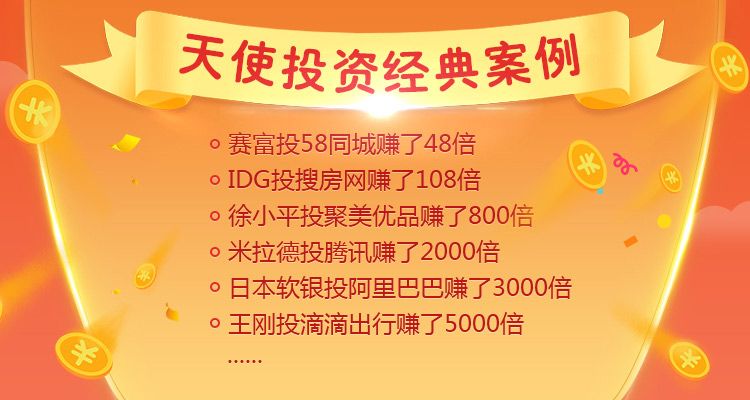 天使投资经典案例
赛富投58同城赚了48倍
IDG投搜房网赚了108倍
徐小平投聚美优品赚了800倍
米拉德投腾讯赚了2000倍
日本软银投阿里巴巴赚了3000倍
王刚投滴滴出行赚了5000倍
......